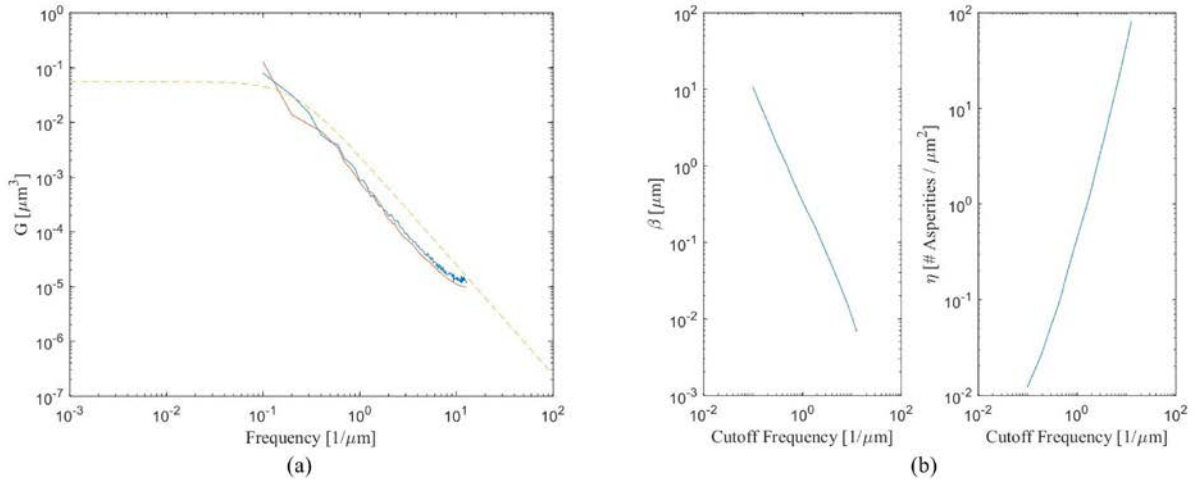 10^0
10^-1
10^-2
10^-3
10^-4
10^-5
10^-6
10^-7
G [μm^3]
10^-3 10^-2 10^-1 10^0 10^1 10^2
Frequency [1/μm]
(a)
10^2
10^1
10^0
10^-1
10^-2
10^-3
β [μm]
10^-2 10^0 10^2
Cutoff Frequency [1/μm]
10^2
10^1
10^0
10^-1
10^-2
η [# Asperities / μm^2]
10^-2 10^0 10^2
Cutoff Frequency [1/μm]
(b)